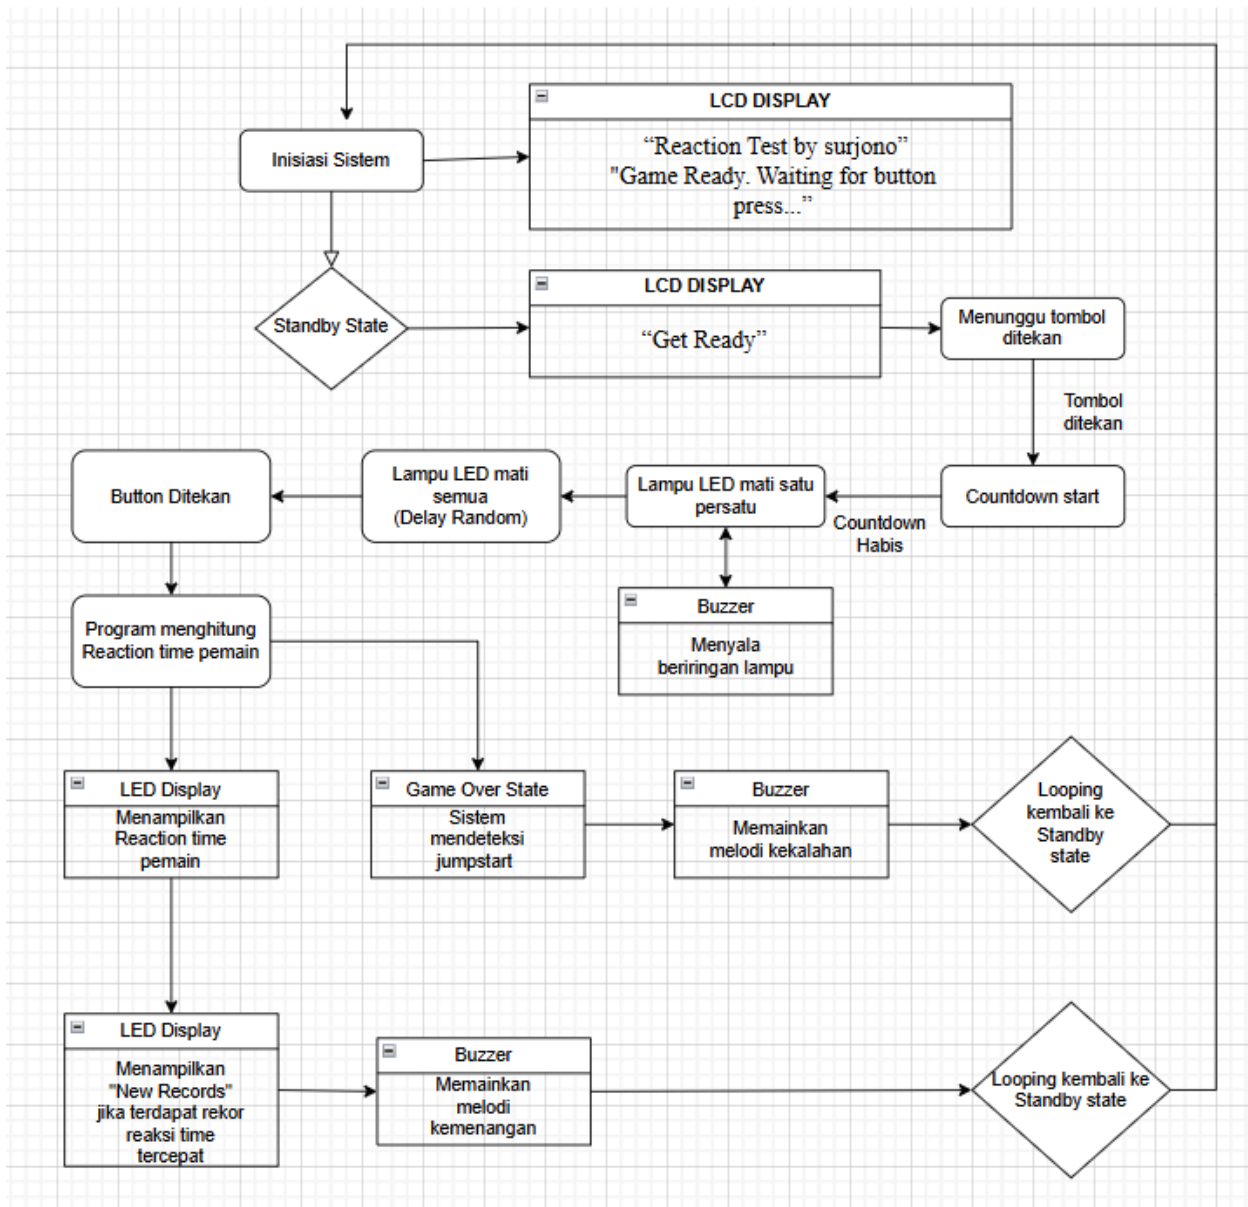 LCD DISPLAY
“Reaction Test by surjono”
"Game Ready. Waiting for button
press...”
Inisiasi Sistem
LCD DISPLAY
“Get Ready”
Standby State
Menunggu tombol
ditekan
Tombol
ditekan
Button Ditekan
Lampu LED mati
semua
(Delay Random)
Lampu LED mati satu
persatu
Countdown start
Countdown
Habis
Buzzer
Menyala
beriringan lampu
Program menghitung
Reaction time pemain
LED Display
Menampilkan
Reaction time
pemain
Game Over State
Sistem
mendeteksi
jumpstart
Buzzer
Memainkan
melodi kekalahan
Looping
kembali ke
Standby
state
LED Display
Menampilkan
"New Records"
jika terdapat rekor
reaksi time
tercepat
Buzzer
Memainkan
melodi
kemenangan
Looping kembali ke
Standby state